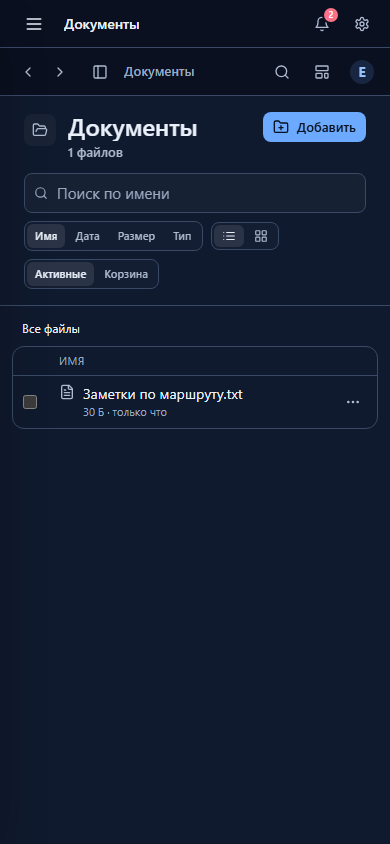 Документы
2
Документы
E
Документы
1 файлов
Добавить
Поиск по имени
Имя Дата Размер Тип
Активные Корзина
Все файлы
ИМЯ
Заметки по маршруту.txt
30 Б · только что